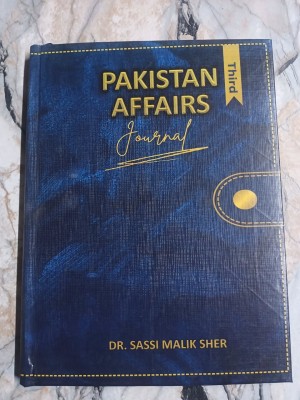 Third
PAKISTAN
AFFAIRS
Journal
DR. SASSI MALIK SHER